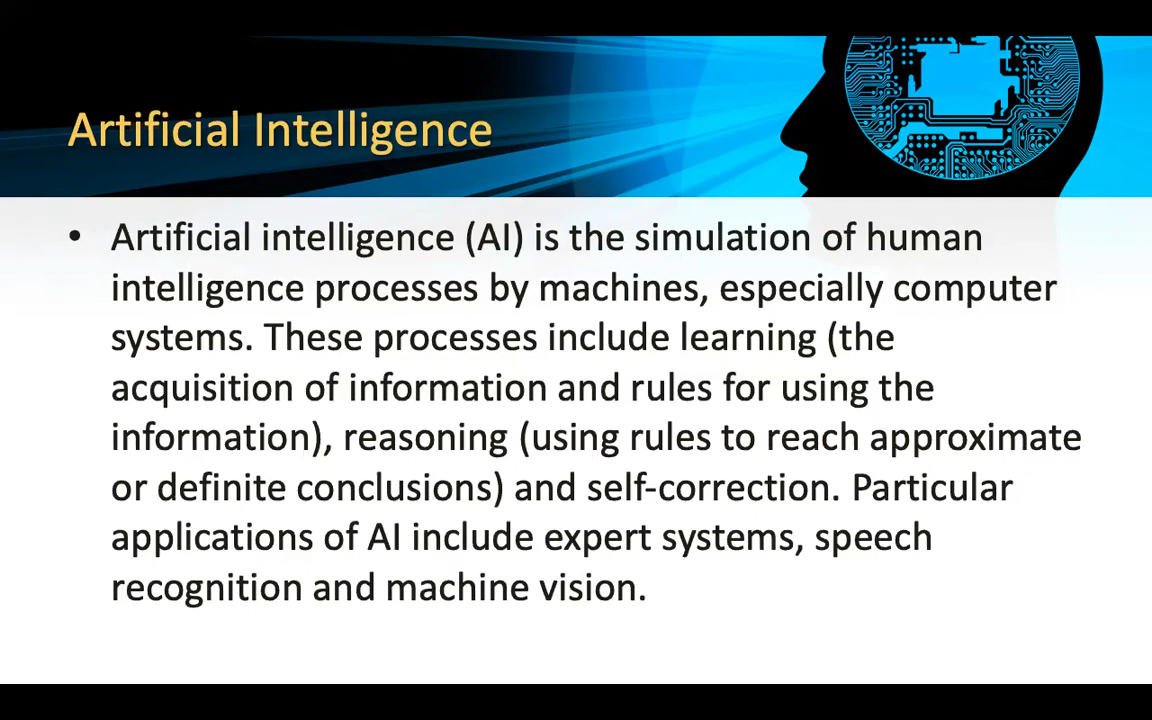 Artificial Intelligence
• Artificial intelligence (AI) is the simulation of human
intelligence processes by machines, especially computer
systems. These processes include learning (the
acquisition of information and rules for using the
information), reasoning (using rules to reach approximate
or definite conclusions) and self-correction. Particular
applications of AI include expert systems, speech
recognition and machine vision.